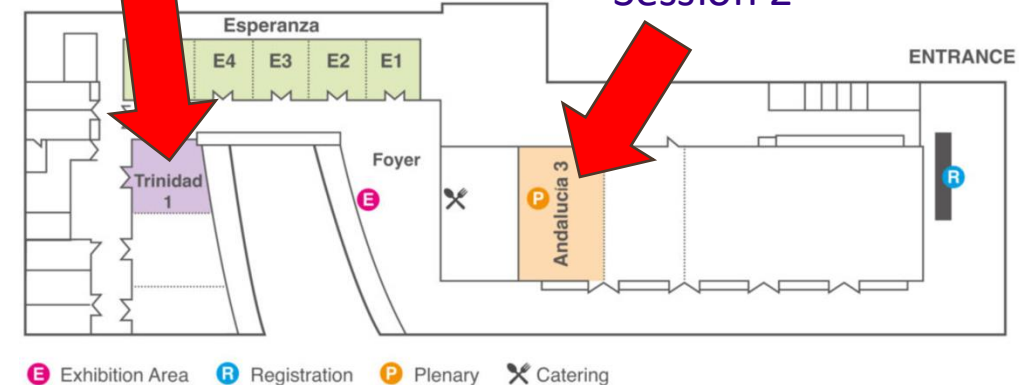 Session 2
Esperanza
E4 E3 E2 E1
ENTRANCE
Foyer
Trinidad
1
E
P
Andalucía 3
R
E Exhibition Area R Registration P Plenary Catering